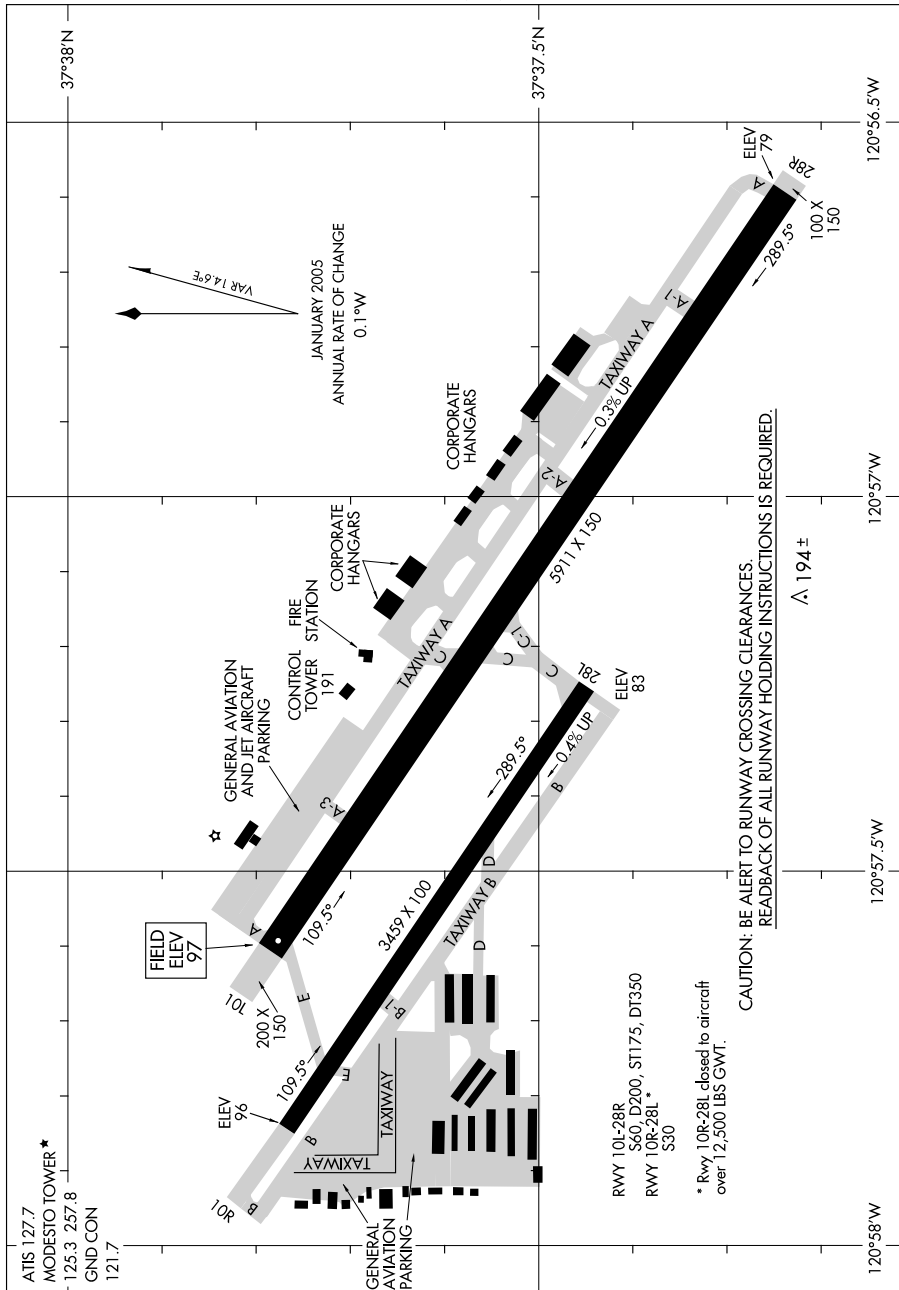 ATIS 127.7
MODESTO TOWER★
125.3 257.8
GND CON
121.7
37°38'N
37°37.5'N
JANUARY 2005
ANNUAL RATE OF CHANGE
0.1°W
VAR 14.6°E
FIELD
ELEV
97
GENERAL AVIATION
AND JET AIRCRAFT
PARKING
CONTROL
TOWER
191
FIRE
STATION
CORPORATE
HANGARS
CORPORATE
HANGARS
A
10L
200 X
150
109.5°
A-3
TAXIWAY A
C
5911 X 150
A-2
0.3% UP
TAXIWAY A
A-1
A
ELEV
79
28R
100 X
150
289.5°
C
C-1
C
E
E
ELEV
96
109.5°
10R
B
B
3459 X 100
B-1
TAXIWAY B
B
D
D
289.5°
0.4% UP
B
28L
ELEV
83
TAXIWAY
TAXIWAY
GENERAL
AVIATION
PARKING
RWY 10L-28R
S60, D200, ST175, DT350
RWY 10R-28L *
S30
* Rwy 10R-28L closed to aircraft
over 12,500 LBS GWT.
CAUTION: BE ALERT TO RUNWAY CROSSING CLEARANCES.
READBACK OF ALL RUNWAY HOLDING INSTRUCTIONS IS REQUIRED.
194±
120°58'W
120°57.5'W
120°57'W
120°56.5'W